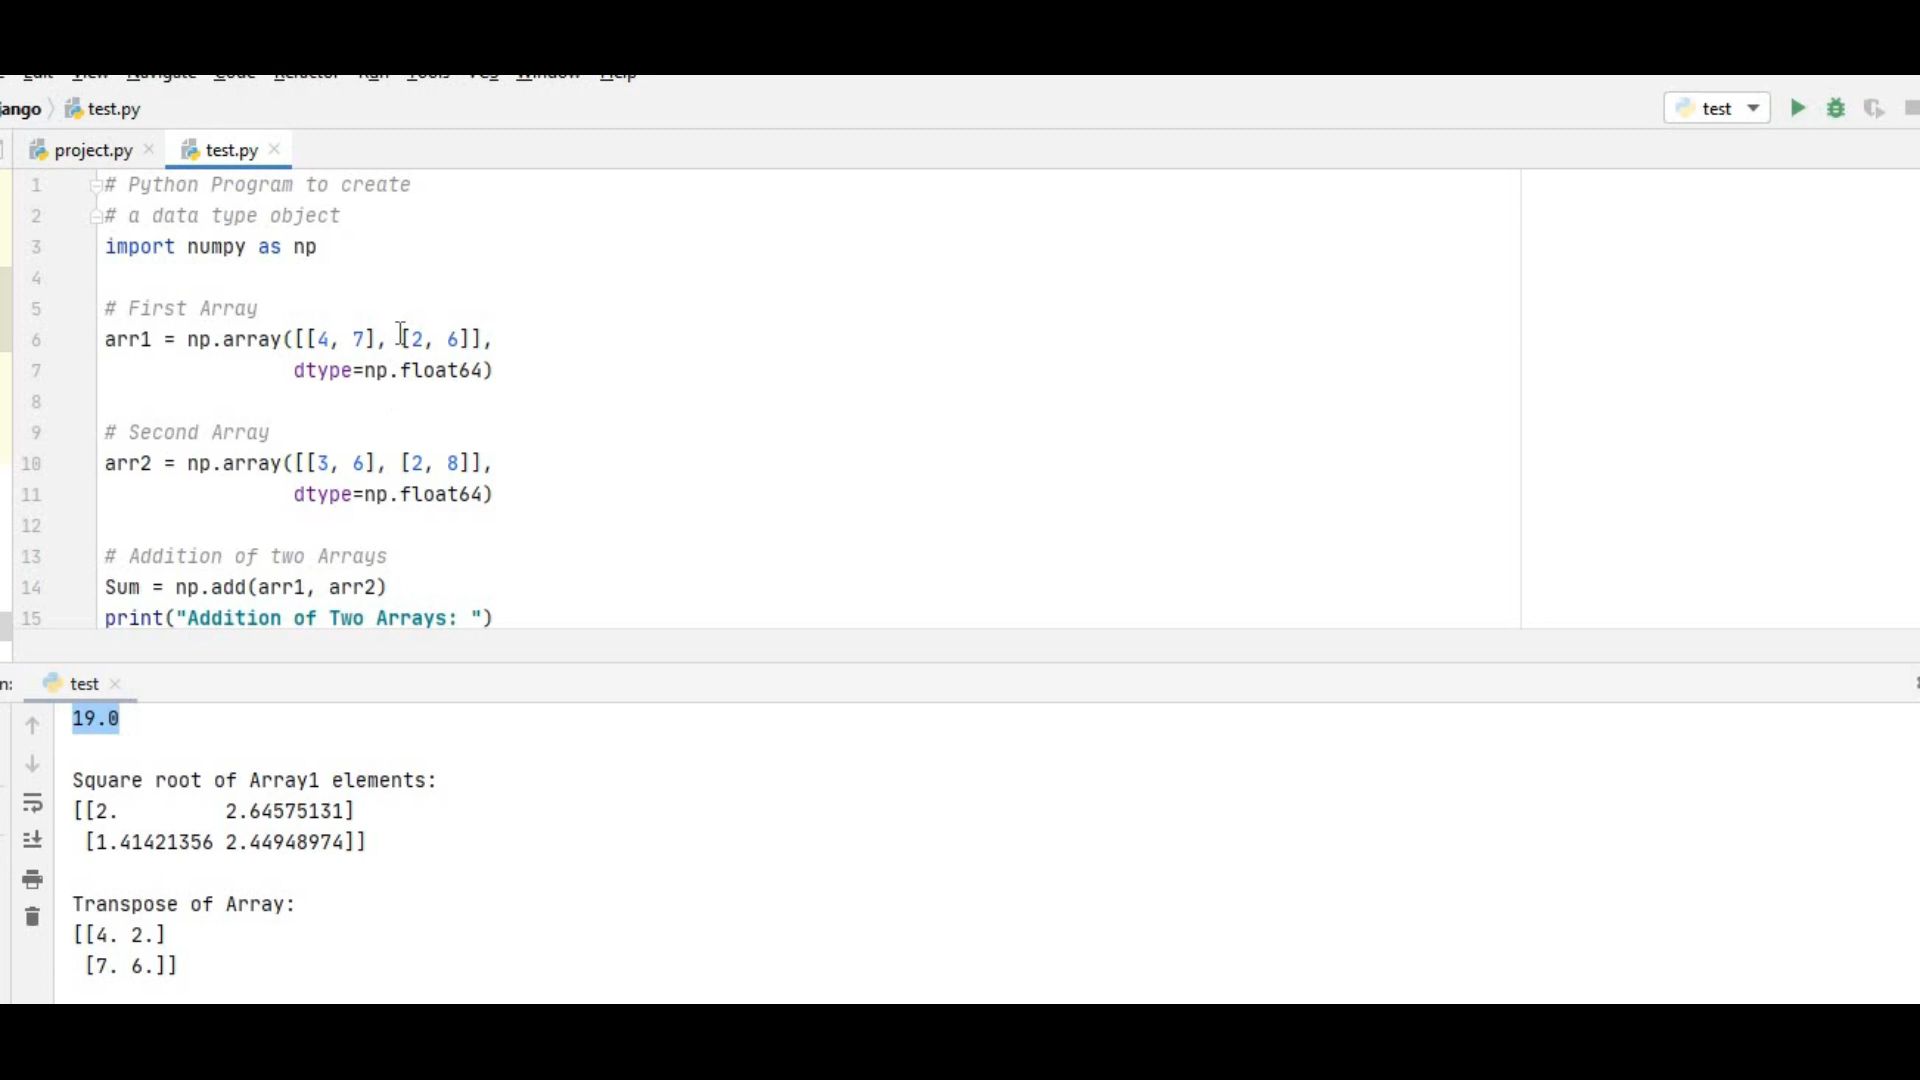 Edit View Navigate Code Refactor Run Tools VCS Window Help
ango test.py
test
project.py test.py
1 # Python Program to create
2 # a data type object
3 import numpy as np
4
5 # First Array
6 arr1 = np.array([[4, 7], [2, 6]],
7 dtype=np.float64)
8
9 # Second Array
10 arr2 = np.array([[3, 6], [2, 8]],
11 dtype=np.float64)
12
13 # Addition of two Arrays
14 Sum = np.add(arr1, arr2)
15 print("Addition of Two Arrays: ")
n: test
19.0
Square root of Array1 elements:
[[2. 2.64575131]
[1.41421356 2.44948974]]
Transpose of Array:
[[4. 2.]
[7. 6.]]